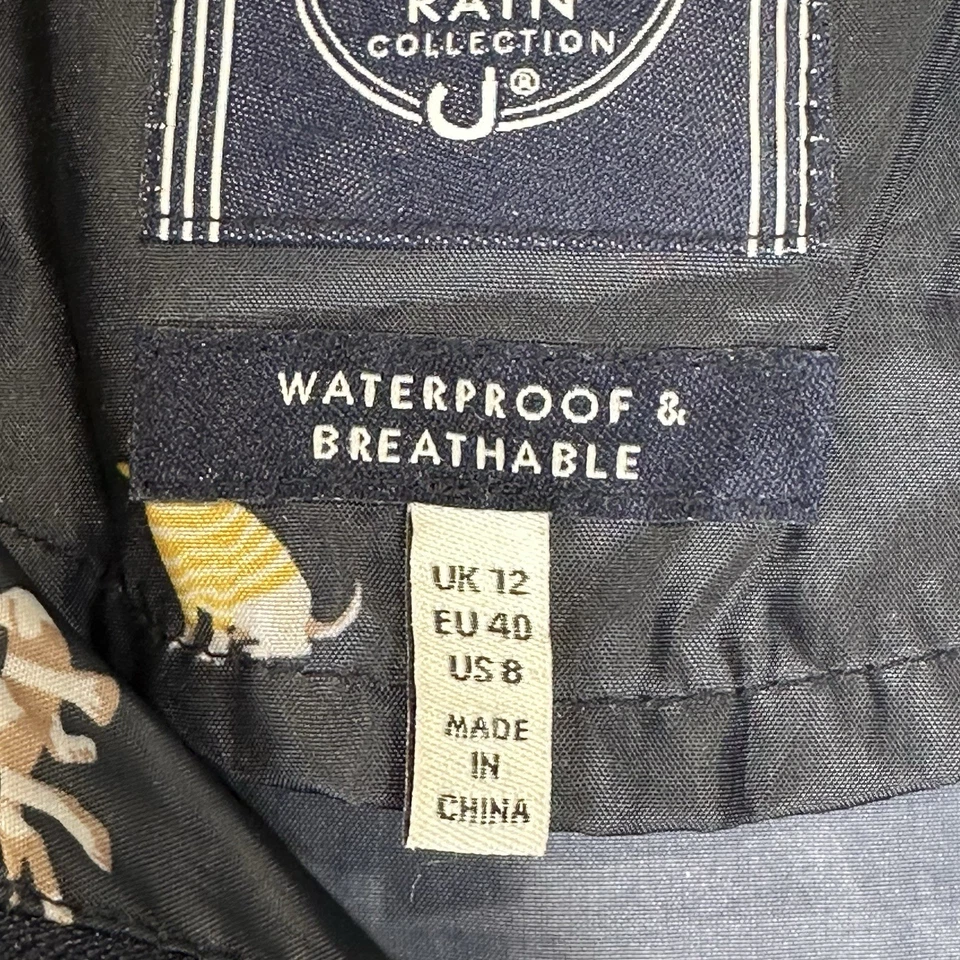 RAIN
COLLECTION
J®
WATERPROOF &
BREATHABLE
UK 12
EU 40
US 8
MADE
IN
CHINA